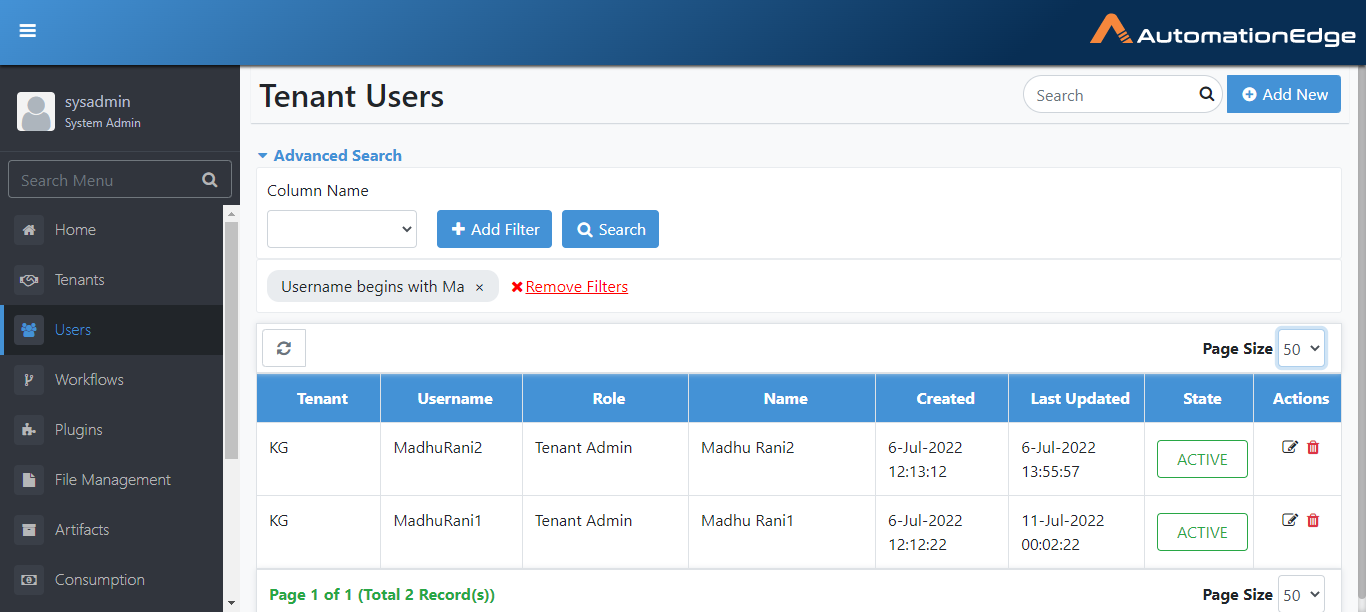 AutomationEdge
sysadmin
System Admin
Search Menu
Home
Tenants
Users
Workflows
Plugins
File Management
Artifacts
Consumption
Tenant Users
Search
Add New
Advanced Search
Column Name
Add Filter
Search
Username begins with Ma ×
Remove Filters
Page Size 50
Tenant Username Role Name Created Last Updated State Actions
KG MadhuRani2 Tenant Admin Madhu Rani2 6-Jul-2022 6-Jul-2022 ACTIVE
12:13:12 13:55:57
KG MadhuRani1 Tenant Admin Madhu Rani1 6-Jul-2022 11-Jul-2022 ACTIVE
12:12:22 00:02:22
Page 1 of 1 (Total 2 Record(s))
Page Size 50